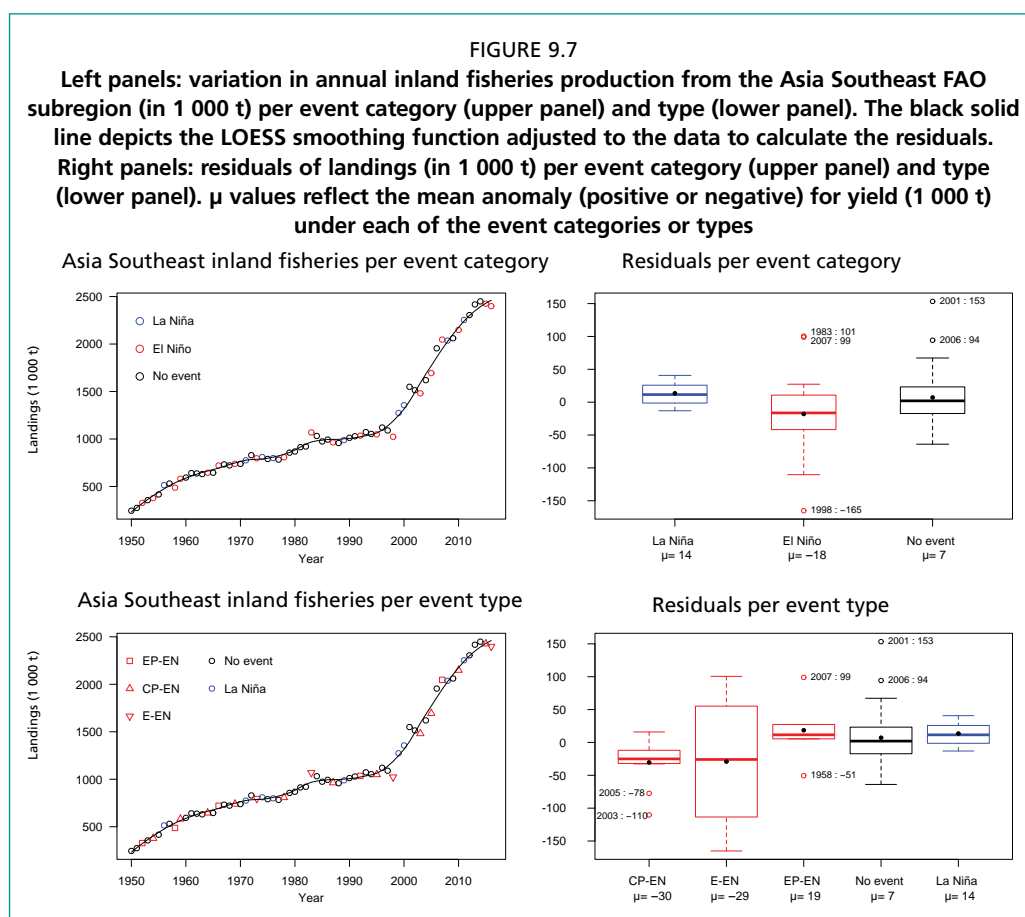 FIGURE 9.7
Left panels: variation in annual inland fisheries production from the Asia Southeast FAO
subregion (in 1 000 t) per event category (upper panel) and type (lower panel). The black solid
line depicts the LOESS smoothing function adjusted to the data to calculate the residuals.
Right panels: residuals of landings (in 1 000 t) per event category (upper panel) and type
(lower panel). µ values reflect the mean anomaly (positive or negative) for yield (1 000 t)
under each of the event categories or types
Asia Southeast inland fisheries per event category
Landings (1 000 t)
2500
2000
1500
1000
500
La Niña
El Niño
No event
1950 1960 1970 1980 1990 2000 2010
Year
Residuals per event category
150
100
50
0
-50
-100
-150
2001 : 153
1983 : 101
2007 : 99
2006 : 94
1998 : −165
La Niña El Niño No event
µ= 14 µ= −18 µ= 7
Asia Southeast inland fisheries per event type
Landings (1 000 t)
2500
2000
1500
1000
500
EP-EN No event
CP-EN La Niña
E-EN
1950 1960 1970 1980 1990 2000 2010
Year
Residuals per event type
150
100
50
0
-50
-100
-150
2001 : 153
2007 : 99
2006 : 94
1958 : −51
2005 : −78
2003 : −110
CP-EN E-EN EP-EN No event La Niña
µ= −30 µ= −29 µ= 19 µ= 7 µ= 14